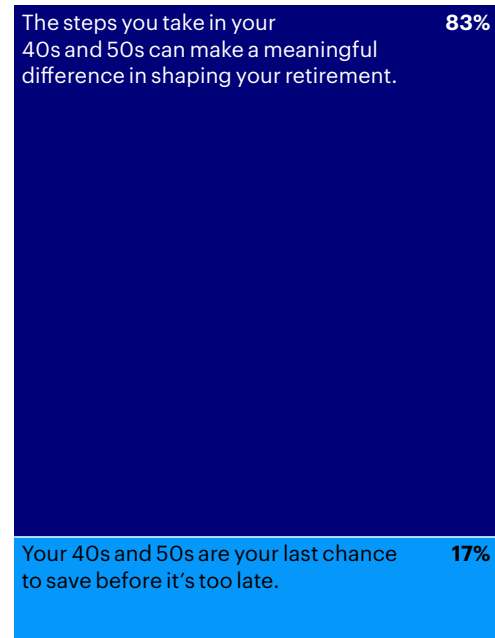 The steps you take in your 83%
40s and 50s can make a meaningful
difference in shaping your retirement.
Your 40s and 50s are your last chance 17%
to save before it’s too late.